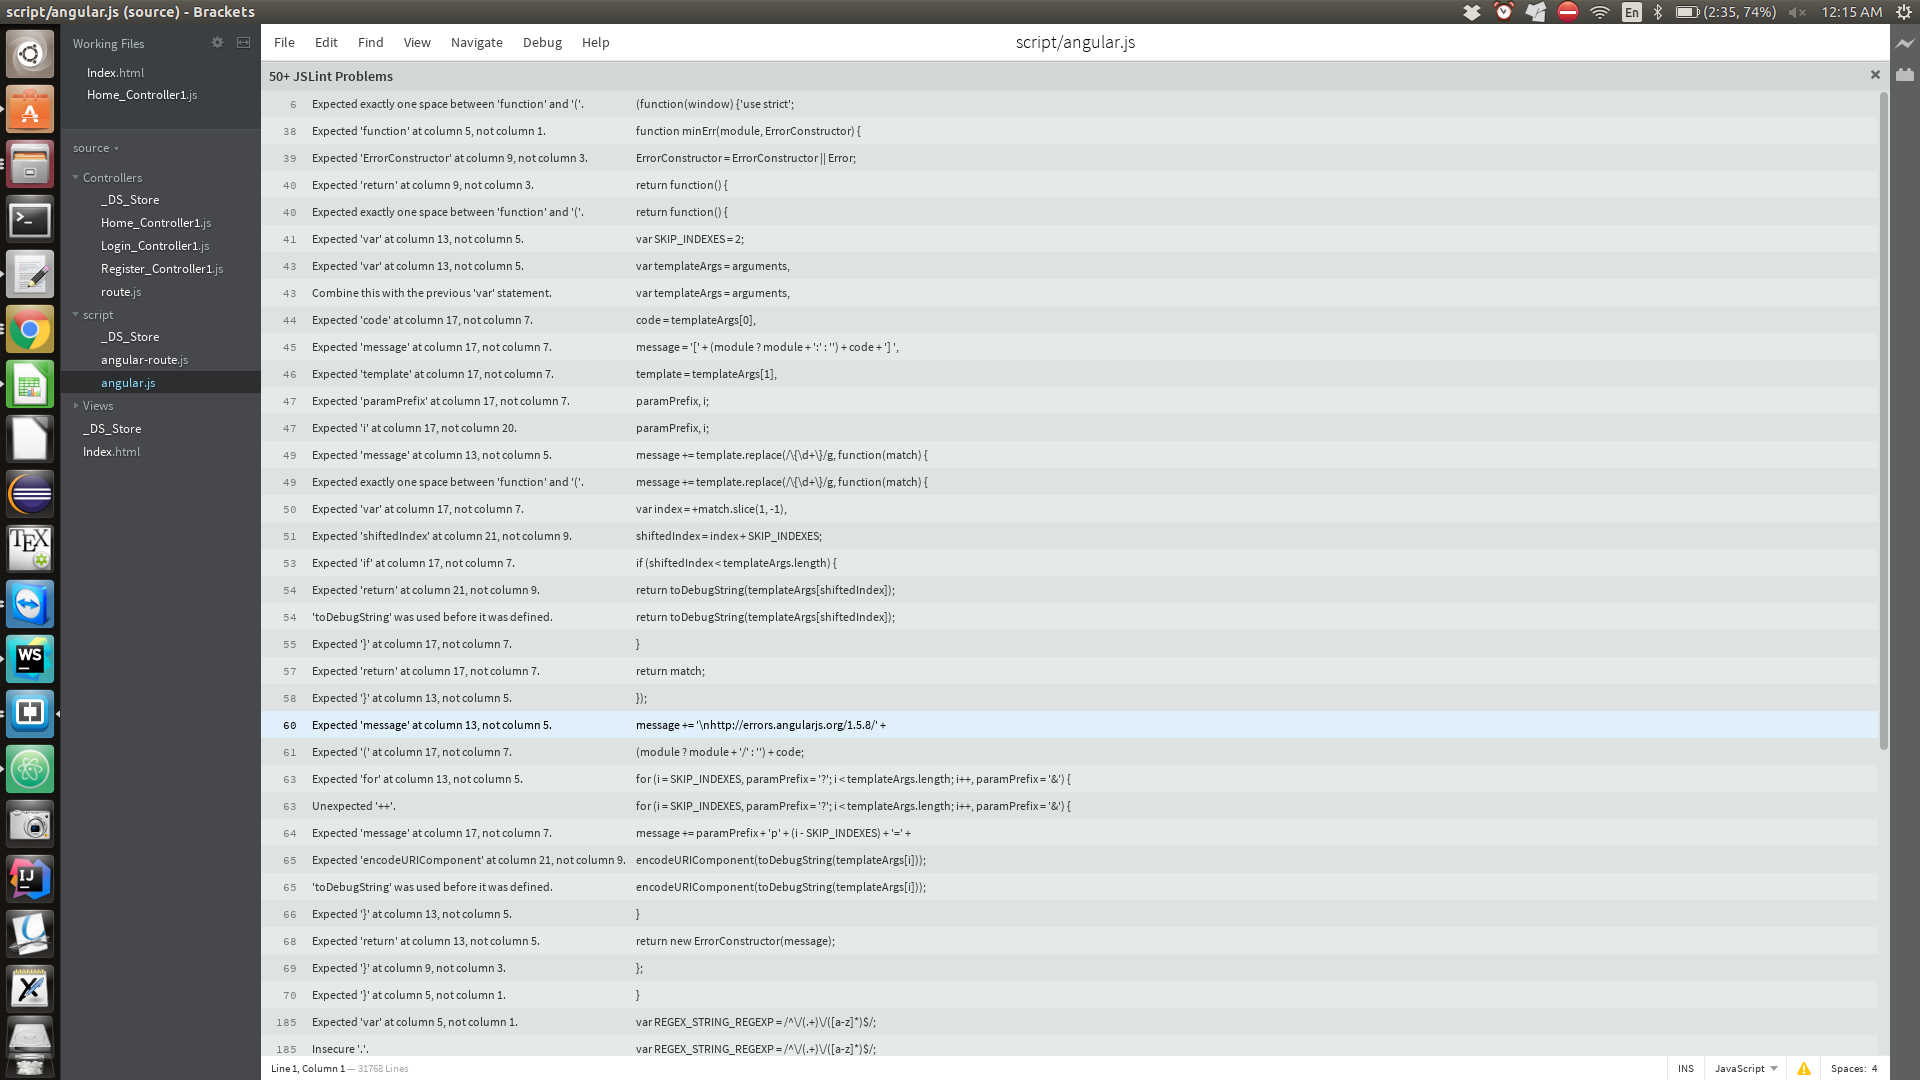 script/angular.js (source) - Brackets
En
(2:35, 74%)
12:15 AM
Working Files
Index.html
Home_Controller1.js
source
Controllers
_DS_Store
Home_Controller1.js
Login_Controller1.js
Register_Controller1.js
route.js
script
_DS_Store
angular-route.js
angular.js
Views
_DS_Store
Index.html
File Edit Find View Navigate Debug Help
script/angular.js
50+ JSLint Problems
6 Expected exactly one space between 'function' and '('. (function(window) {'use strict';
38 Expected 'function' at column 5, not column 1. function minErr(module, ErrorConstructor) {
39 Expected 'ErrorConstructor' at column 9, not column 3. ErrorConstructor = ErrorConstructor || Error;
40 Expected 'return' at column 9, not column 3. return function() {
40 Expected exactly one space between 'function' and '('. return function() {
41 Expected 'var' at column 13, not column 5. var SKIP_INDEXES = 2;
43 Expected 'var' at column 13, not column 5. var templateArgs = arguments,
43 Combine this with the previous 'var' statement. var templateArgs = arguments,
44 Expected 'code' at column 17, not column 7. code = templateArgs[0],
45 Expected 'message' at column 17, not column 7. message = '[' + (module ? module + ':' : '') + code + '] ',
46 Expected 'template' at column 17, not column 7. template = templateArgs[1],
47 Expected 'paramPrefix' at column 17, not column 7. paramPrefix, i;
47 Expected 'i' at column 17, not column 20. paramPrefix, i;
49 Expected 'message' at column 13, not column 5. message += template.replace(/\{\d+\}/g, function(match) {
49 Expected exactly one space between 'function' and '('. message += template.replace(/\{\d+\}/g, function(match) {
50 Expected 'var' at column 17, not column 7. var index = +match.slice(1, -1),
51 Expected 'shiftedIndex' at column 21, not column 9. shiftedIndex = index + SKIP_INDEXES;
53 Expected 'if' at column 17, not column 7. if (shiftedIndex < templateArgs.length) {
54 Expected 'return' at column 21, not column 9. return toDebugString(templateArgs[shiftedIndex]);
54 'toDebugString' was used before it was defined. return toDebugString(templateArgs[shiftedIndex]);
55 Expected '}' at column 17, not column 7. }
57 Expected 'return' at column 17, not column 7. return match;
58 Expected '}' at column 13, not column 5. });
60 Expected 'message' at column 13, not column 5. message += '\nhttp://errors.angularjs.org/1.5.8/' +
61 Expected '(' at column 17, not column 7. (module ? module + '/' : '') + code;
63 Expected 'for' at column 13, not column 5. for (i = SKIP_INDEXES, paramPrefix = '?'; i < templateArgs.length; i++, paramPrefix = '&') {
63 Unexpected '++'. for (i = SKIP_INDEXES, paramPrefix = '?'; i < templateArgs.length; i++, paramPrefix = '&') {
64 Expected 'message' at column 17, not column 7. message += paramPrefix + 'p' + (i - SKIP_INDEXES) + '=' +
65 Expected 'encodeURIComponent' at column 21, not column 9. encodeURIComponent(toDebugString(templateArgs[i]));
65 'toDebugString' was used before it was defined. encodeURIComponent(toDebugString(templateArgs[i]));
66 Expected '}' at column 13, not column 5. }
68 Expected 'return' at column 13, not column 5. return new ErrorConstructor(message);
69 Expected '}' at column 9, not column 3. };
70 Expected '}' at column 5, not column 1. }
185 Expected 'var' at column 5, not column 1. var REGEX_STRING_REGEXP = /^\/(.+)\/([a-z]*)$/;
185 Insecure '.'. var REGEX_STRING_REGEXP = /^\/(.+)\/([a-z]*)$/;
Line 1, Column 1 — 31768 Lines
INS
JavaScript
Spaces: 4
TEX
WS
IJ